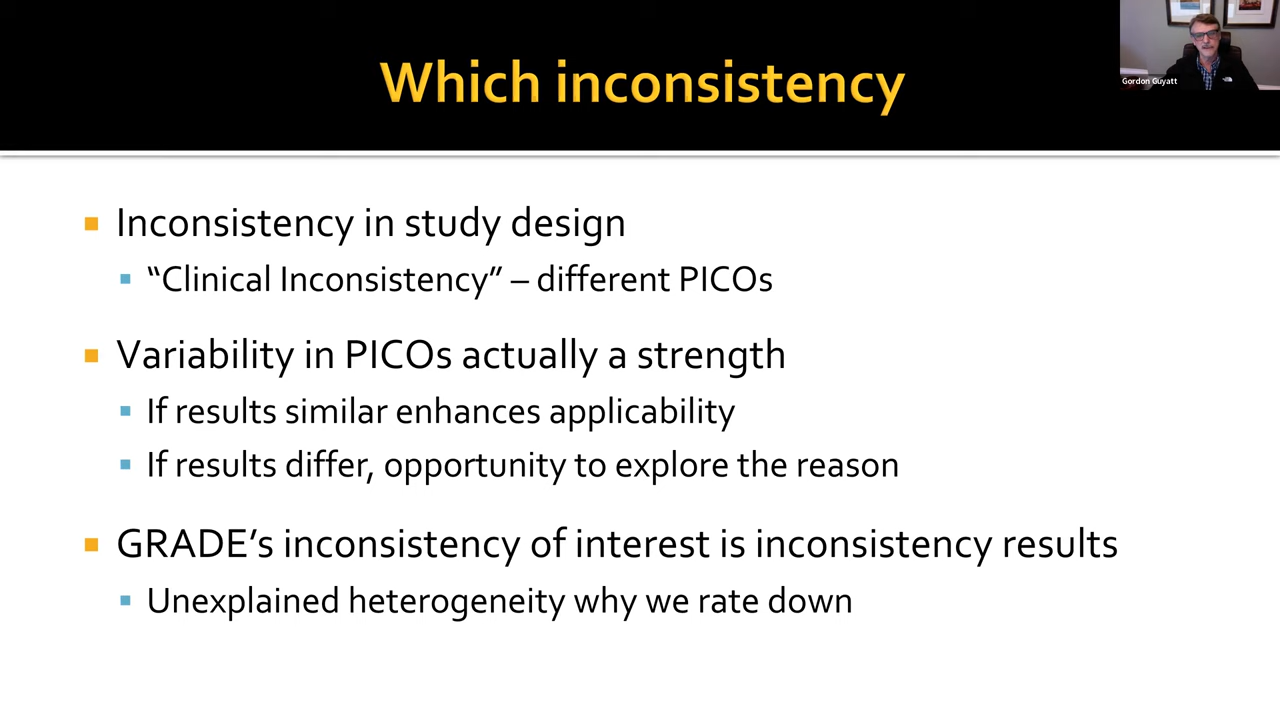 Which inconsistency
Gordon Guyatt
Inconsistency in study design
“Clinical Inconsistency” – different PICOs
Variability in PICOs actually a strength
If results similar enhances applicability
If results differ, opportunity to explore the reason
GRADE’s inconsistency of interest is inconsistency results
Unexplained heterogeneity why we rate down